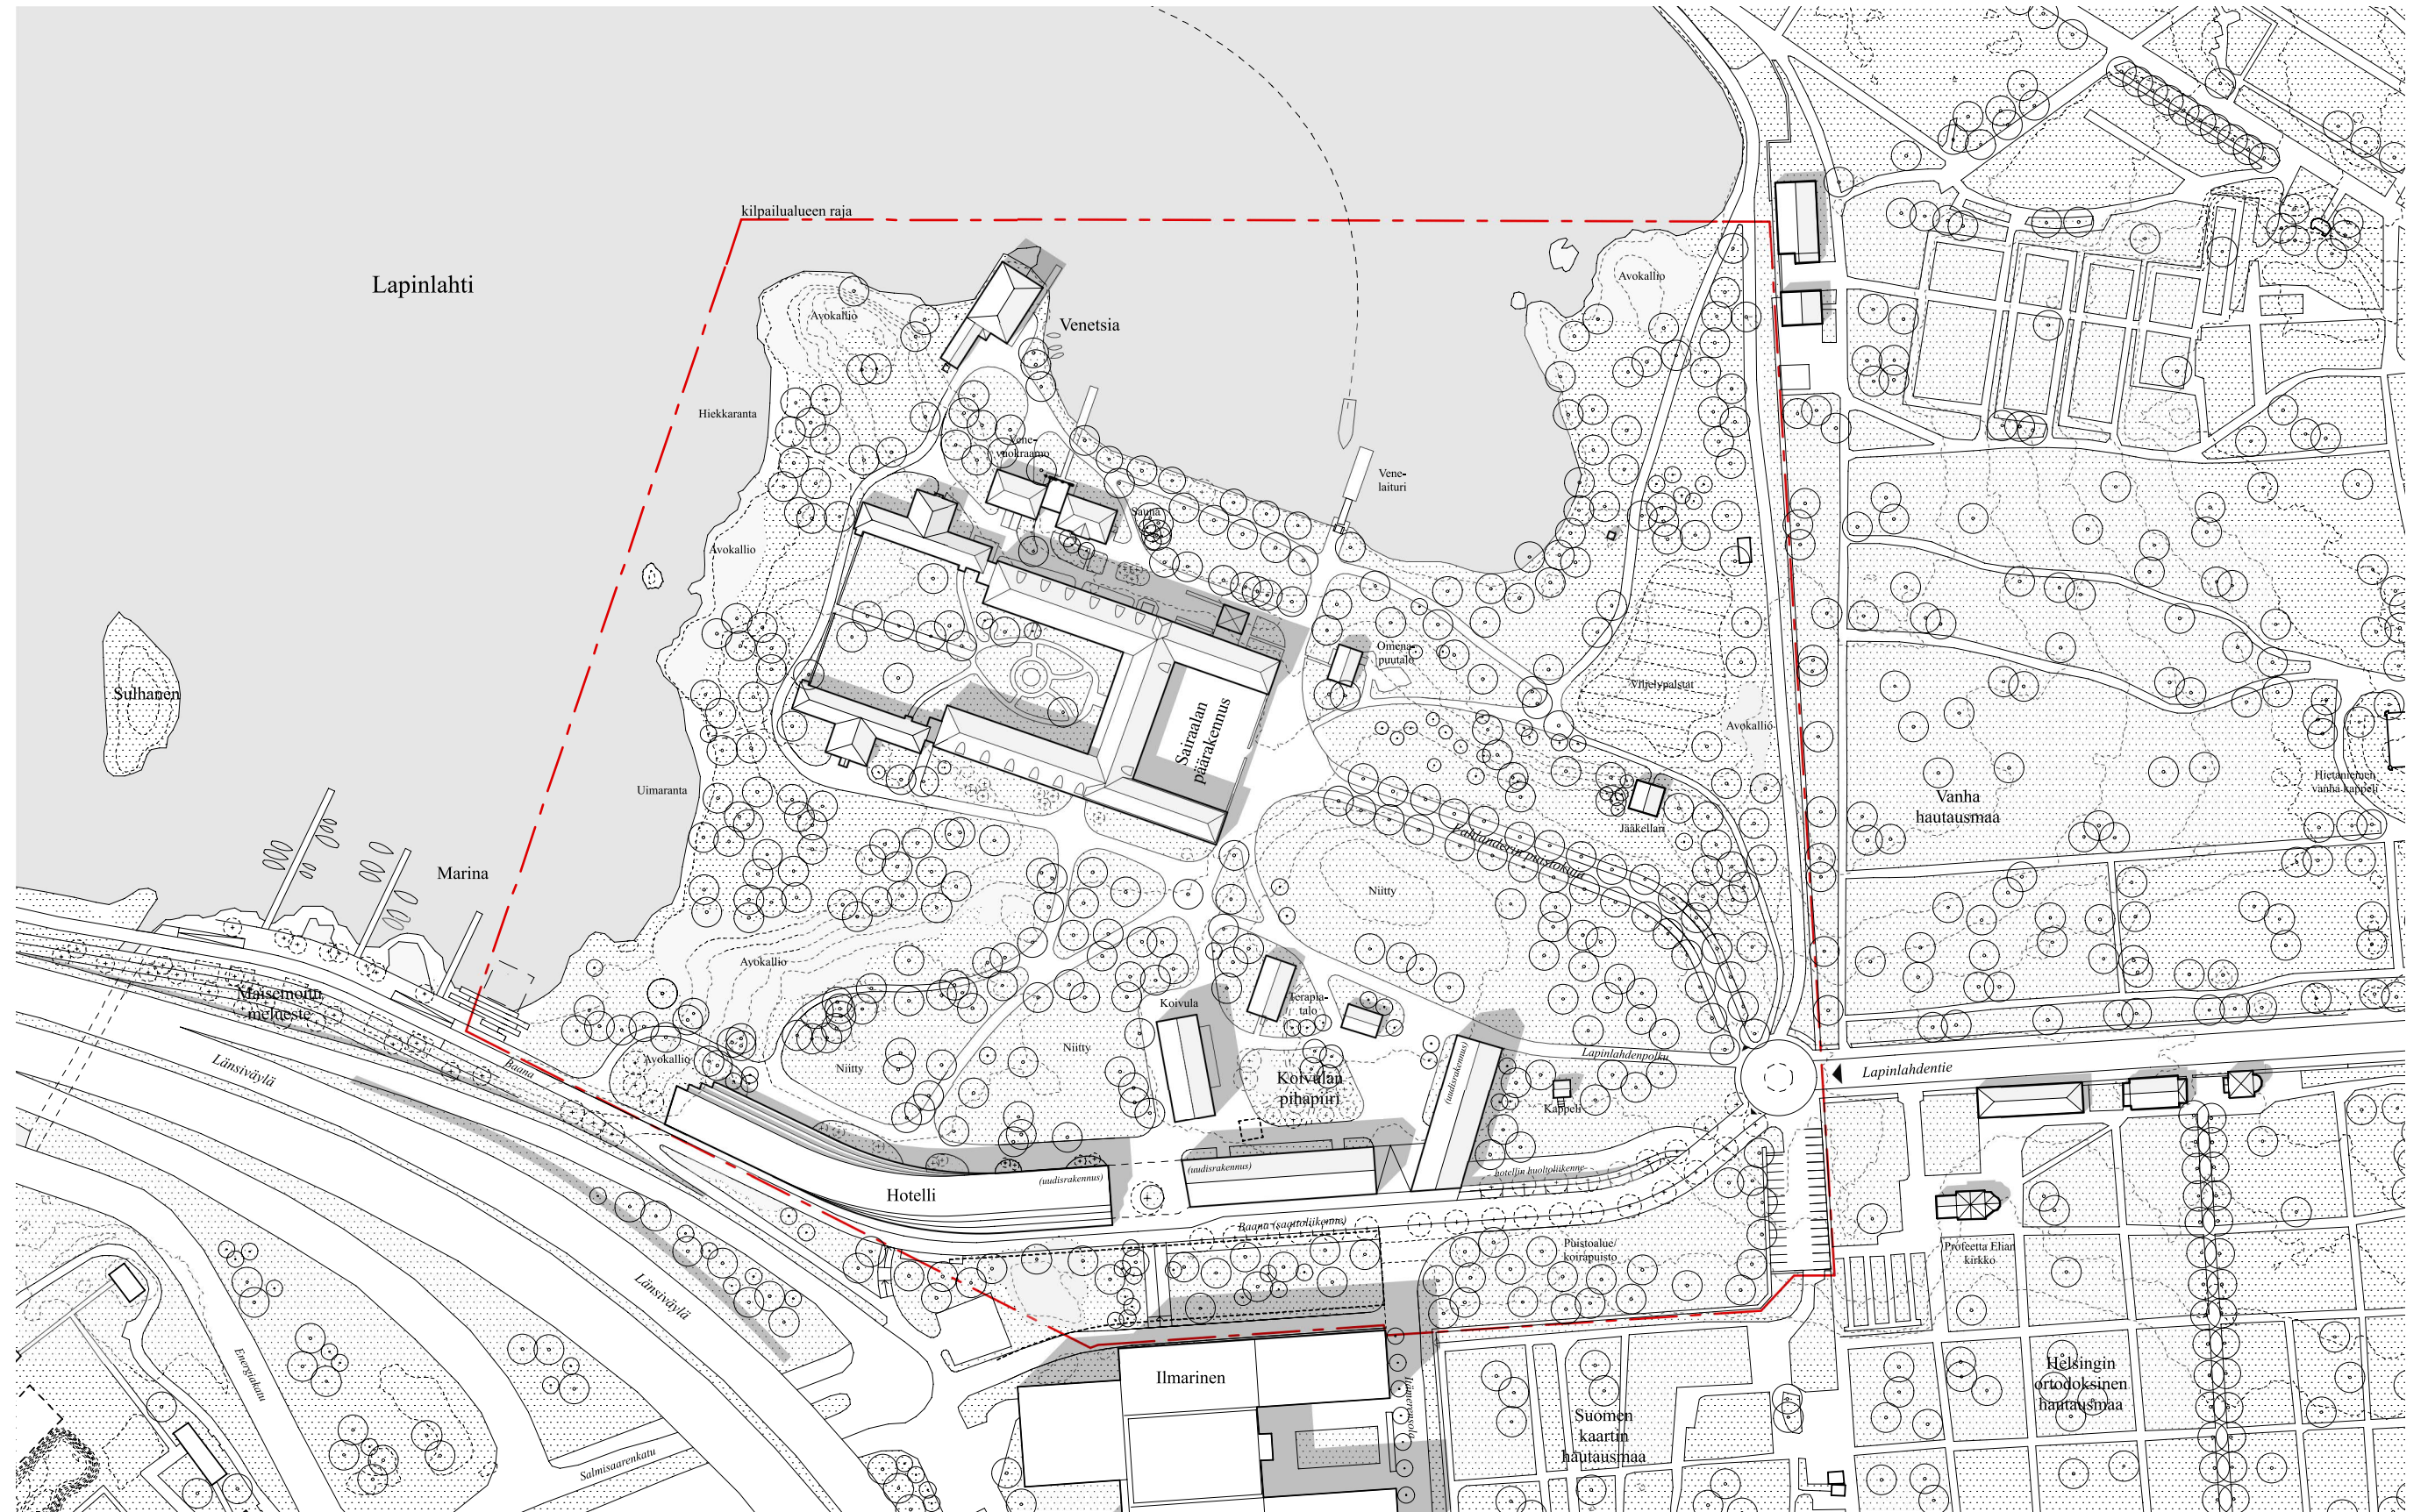 kilpailualueen raja
Lapinlahti
Avokallio
Avokallio
Venetsia
Hiekkaranta
Vene-
vuokraamo
Vene-
laituri
Sauna
Avokallio
Omena-
puutalo
Sulhanen
Viljelypalstat
Avokallio
Sairaalan
päärakennus
Uimaranta
Hietaniemen
vanha kappeli
Vanha
hautausmaa
Jääkellari
Marina
Niitty
Avokallio
Maisemoitu
melueste
Koivula
Terapia-
talo
Niitty
Avokallio
Niitty
Länsiväylä
Baana
Koivulan
pihapiiri
(uudisrakennus)
Lapinlahdenpolku
Lapinlahdentie
Kappeli
(uudisrakennus)
(uudisrakennus)
hotellin huoltoliikenne
Hotelli
Baana (saattoliikenne)
Puistoalue/
koirapuisto
Profeetta Elian
kirkko
Länsiväylä
Energiakatu
Ilmarinen
Helsingin
ortodoksinen
hautausmaa
Suomen
kaartin
hautausmaa
Salmisaarenkatu